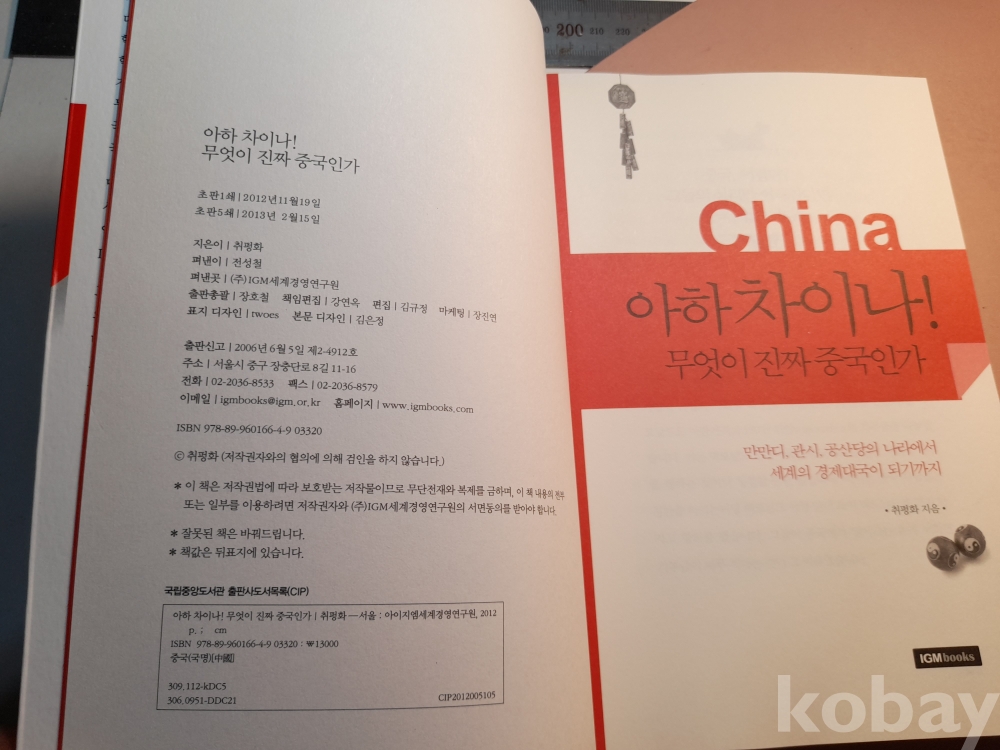 아하 차이나!
무엇이 진짜 중국인가
초판1쇄 | 2012년11월19일
초판5쇄 | 2013년 2월15일
지은이 | 취평화
펴낸이 | 전성철
펴낸곳 | (주)IGM세계경영연구원
출판총괄 | 장호철 책임편집 | 강연옥 편집 | 김규정 마케팅 | 장진연
표지 디자인 | twoes 본문 디자인 | 김은정
출판신고 | 2006년 6월 5일 제2-4912호
주소 | 서울시 중구 장충단로 8길 11-16
전화 | 02-2036-8533 팩스 | 02-2036-8579
이메일 | igmbooks@igm.or.kr 홈페이지 | www.igmbooks.com
ISBN 978-89-960166-4-9 03320
ⓒ 취평화 (저작권자와의 협의에 의해 검인을 하지 않습니다.)
* 이 책은 저작권법에 따라 보호받는 저작물이므로 무단전재와 복제를 금하며, 이 책 내용의 전부
또는 일부를 이용하려면 저작권자와 (주)IGM세계경영연구원의 서면동의를 받아야 합니다.
* 잘못된 책은 바꿔드립니다.
* 책값은 뒤표지에 있습니다.
국립중앙도서관 출판시도서목록(CIP)
아하 차이나! 무엇이 진짜 중국인가 | 취평화 — 서울 : 아이지엠세계경영연구원, 2012
p. ; cm
ISBN 978-89-960166-4-9 03320 : ₩13000
중국(국명)[中國]
309.112-kDC5
306.0951-DDC21
CIP2012005105
200 210 220
China
아하 차이나!
무엇이 진짜 중국인가
만만디, 관시, 공산당의 나라에서
세계의 경제대국이 되기까지
• 취평화 지음 •
IGMbooks
kobay